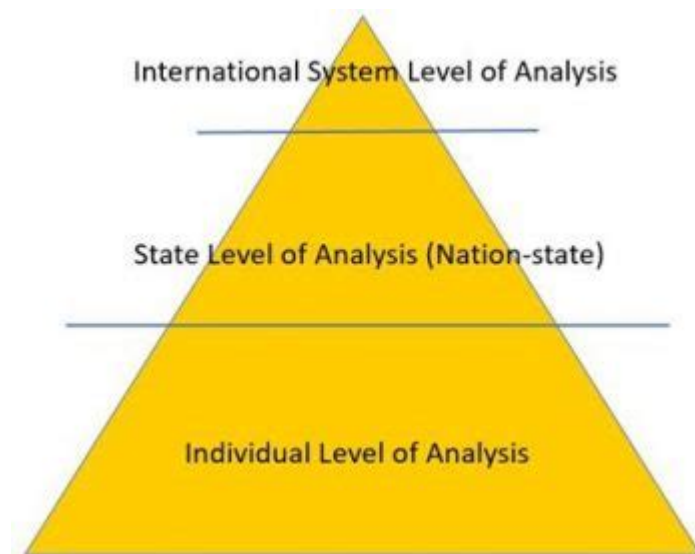 International System Level of Analysis
State Level of Analysis (Nation-state)
Individual Level of Analysis